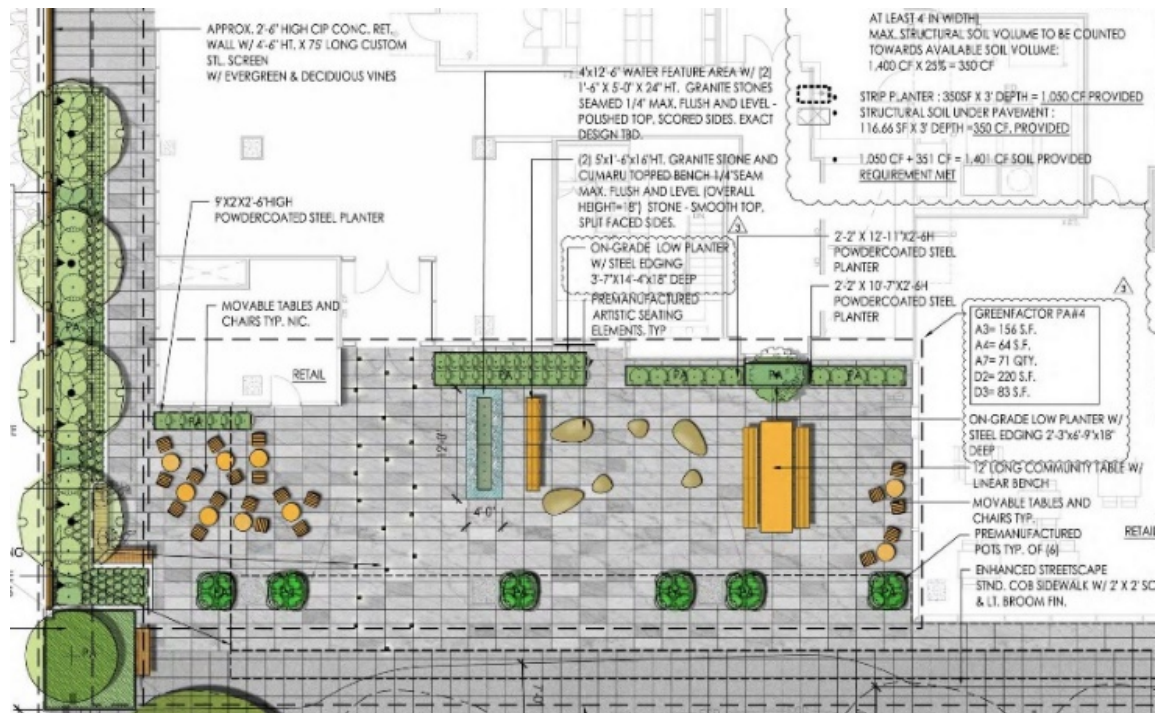 APPROX. 2'-6" HIGH CIP CONC. RET.
WALL W/ 4'-6" HT. X 75' LONG CUSTOM
STL. SCREEN
W/ EVERGREEN & DECIDUOUS VINES
4'x12'-6" WATER FEATURE AREA W/ (2)
1'-6" X 5'-0" X 24" HT. GRANITE STONES
SEAMED 1/4" MAX. FLUSH AND LEVEL -
POLISHED TOP, SCORED SIDES. EXACT
DESIGN TBD.
(2) 5'x1'-6"x16"HT. GRANITE STONE AND
CUMARU TOPPED BENCH 1/4"SEAM
MAX. FLUSH AND LEVEL (OVERALL
HEIGHT=18") STONE - SMOOTH TOP,
SPLIT FACED SIDES.
AT LEAST 4' IN WIDTH)
MAX. STRUCTURAL SOIL VOLUME TO BE COUNTED
TOWARDS AVAILABLE SOIL VOLUME:
1,400 CF X 25% = 350 CF
STRIP PLANTER : 350SF X 3' DEPTH = 1,050 CF PROVIDED
STRUCTURAL SOIL UNDER PAVEMENT :
116.66 SF X 3' DEPTH =350 CF. PROVIDED
1,050 CF + 351 CF = 1,401 CF SOIL PROVIDED
REQUIREMENT MET
9'X2'X2'-6"HIGH
POWDERCOATED STEEL PLANTER
3
ON-GRADE LOW PLANTER
W/ STEEL EDGING
3'-7"X14'-4"x18" DEEP
PREMANUFACTURED
ARTISTIC SEATING
ELEMENTS. TYP
2'-2" X 12'-11"X2'-6H
POWDERCOATED STEEL
PLANTER
2'-2" X 10'-7"X2'-6H
POWDERCOATED STEEL
PLANTER
3
MOVABLE TABLES AND
CHAIRS TYP. NIC.
GREENFACTOR PA#4
A3= 156 S.F.
A4= 64 S.F.
A7= 71 QTY.
D2= 220 S.F.
D3= 83 S.F.
RETAIL
PA
PA
PA
PA
PA
ON-GRADE LOW PLANTER W/
STEEL EDGING 2'-3"x6'-9"x18"
DEEP
12' LONG COMMUNITY TABLE W/
LINEAR BENCH
12'-0"
4'-0"
MOVABLE TABLES AND
CHAIRS TYP.
PREMANUFACTURED
POTS TYP. OF (6)
RETAIL
ENHANCED STREETSCAPE
STND. COB SIDEWALK W/ 2' X 2' SC
& LT. BROOM FIN.